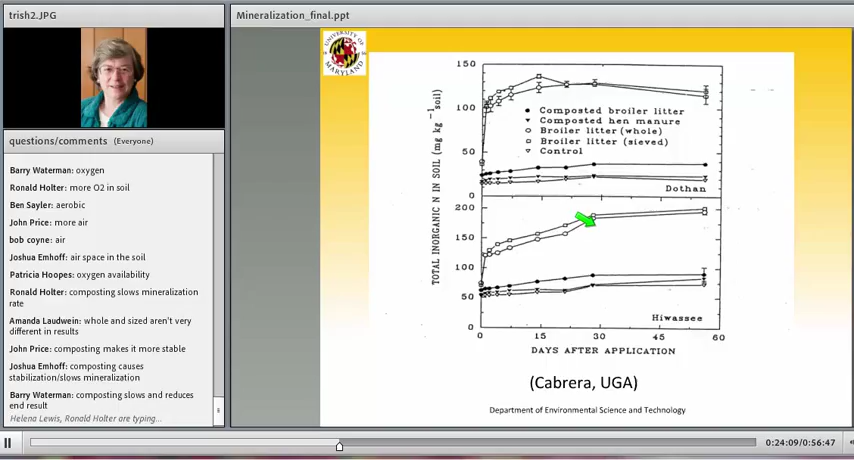 trish2.JPG
Mineralization_final.ppt
questions/comments (Everyone)
Barry Waterman: oxygen
Ronald Holter: more O2 in soil
Ben Sayler: aerobic
John Price: more air
bob coyne: air
Joshua Emhoff: air space in the soil
Patricia Hoopes: oxygen availability
Ronald Holter: composting slows mineralization
rate
Amanda Laudwein: whole and sized aren't very
different in results
John Price: composting makes it more stable
Joshua Emhoff: composting causes
stabilization/slows mineralization
Barry Waterman: composting slows and reduces
end result
Helena Lewis, Ronald Holter are typing...
UNIVERSITY OF
MARYLAND
TOTAL INORGANIC N IN SOIL (mg kg⁻¹ soil)
150
100
50
0
Composted broiler litter
Composted hen manure
Broiler litter (whole)
Broiler litter (sieved)
Control
Dothan
200
150
100
50
0
Hiwassee
0
15
30
45
60
DAYS AFTER APPLICATION
(Cabrera, UGA)
Department of Environmental Science and Technology
0:24:09/0:56:47